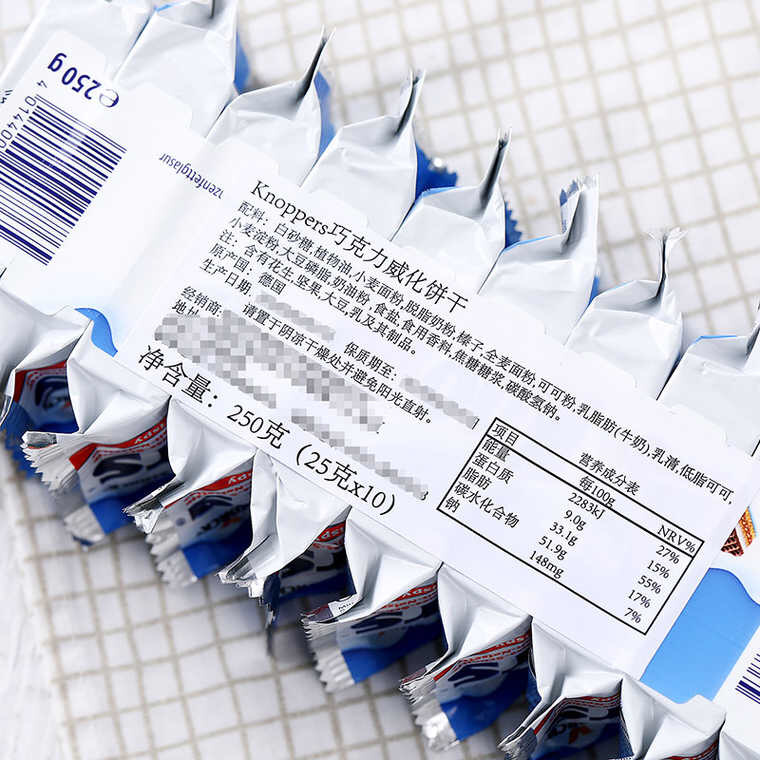 ℮250g
4 014400
zenfettglasur
Knoppers巧克力威化饼干
配料：白砂糖,植物油,小麦面粉,脱脂奶粉,榛子,全麦面粉,可可粉,乳脂肪(牛奶),乳清,低脂可可,
小麦淀粉,大豆磷脂,奶油粉,食盐,食用香料,焦糖糖浆,碳酸氢钠。
注：含有花生,坚果,大豆,乳及其制品。
原产国：德国
生产日期： 保质期至：
请置于阴凉干燥处并避免阳光直射。
经销商：
地址
净含量：250克（25克x10）
营养成分表
项目 每100g NRV%
能量 2283kJ 27%
蛋白质 9.0g 15%
脂肪 33.1g 55%
碳水化合物 51.9g 17%
钠 148mg 7%